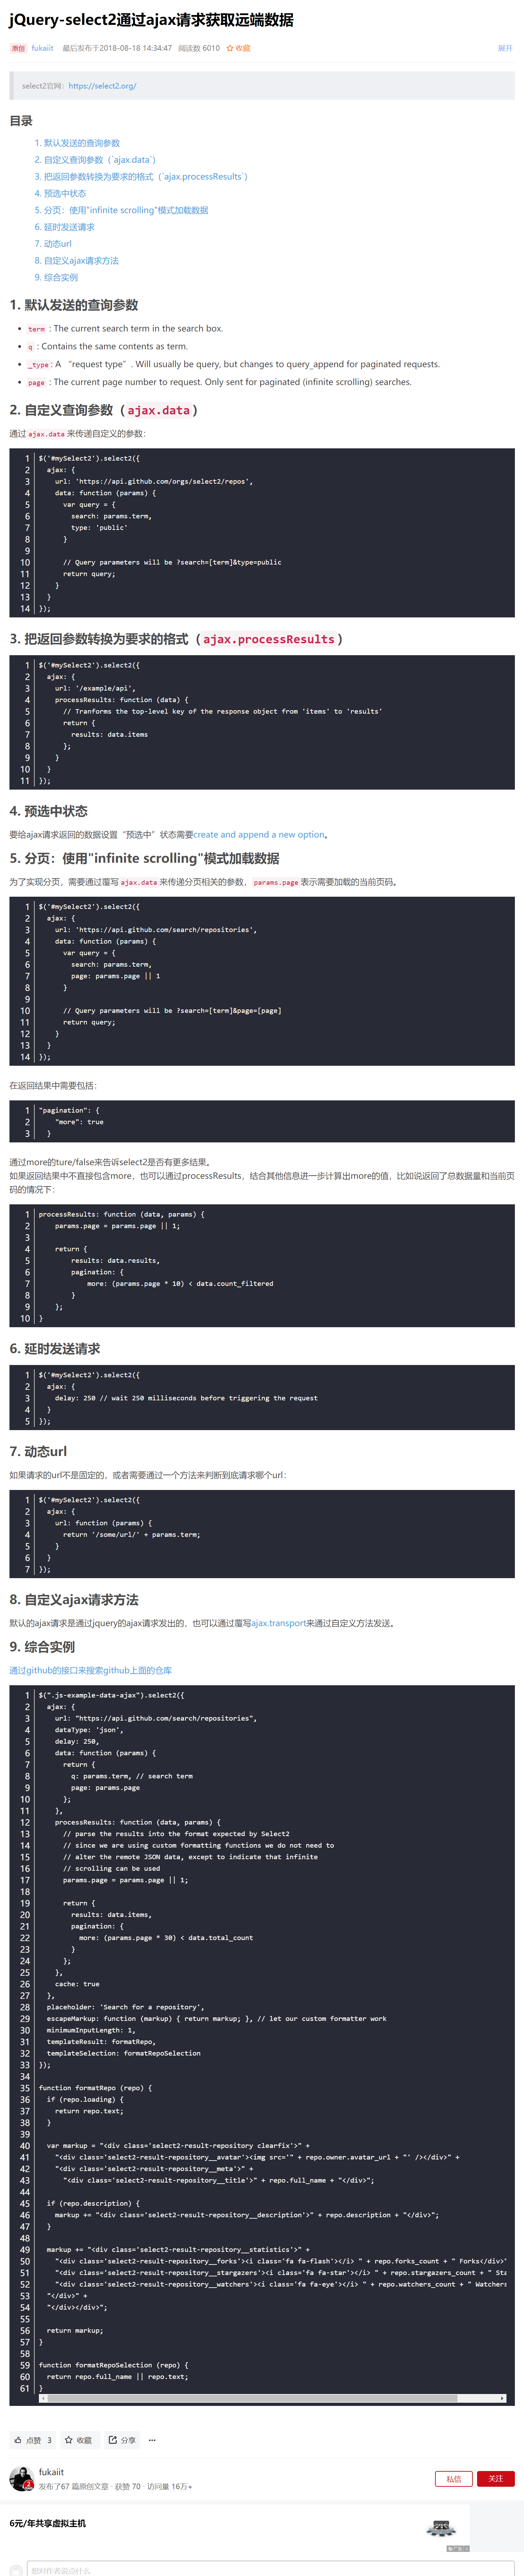 jQuery-select2通过ajax请求获取远端数据
原创 fukaiit 最后发布于2018-08-18 14:34:47 阅读数 6010 收藏 展开
select2官网：https://select2.org/
目录
1. 默认发送的查询参数
2. 自定义查询参数（`ajax.data`）
3. 把返回参数转换为要求的格式（`ajax.processResults`）
4. 预选中状态
5. 分页：使用"infinite scrolling"模式加载数据
6. 延时发送请求
7. 动态url
8. 自定义ajax请求方法
9. 综合实例
1. 默认发送的查询参数
• term : The current search term in the search box.
• q : Contains the same contents as term.
• _type : A “request type”. Will usually be query, but changes to query_append for paginated requests.
• page : The current page number to request. Only sent for paginated (infinite scrolling) searches.
2. 自定义查询参数（ajax.data）
通过 ajax.data 来传递自定义的参数：
1 $('#mySelect2').select2({
2   ajax: {
3     url: 'https://api.github.com/orgs/select2/repos',
4     data: function (params) {
5       var query = {
6         search: params.term,
7         type: 'public'
8       }
9
10       // Query parameters will be ?search=[term]&type=public
11       return query;
12     }
13   }
14 });
3. 把返回参数转换为要求的格式（ajax.processResults）
1 $('#mySelect2').select2({
2   ajax: {
3     url: '/example/api',
4     processResults: function (data) {
5       // Tranforms the top-level key of the response object from 'items' to 'results'
6       return {
7         results: data.items
8       };
9     }
10   }
11 });
4. 预选中状态
要给ajax请求返回的数据设置“预选中”状态需要create and append a new option。
5. 分页：使用"infinite scrolling"模式加载数据
为了实现分页，需要通过覆写 ajax.data 来传递分页相关的参数， params.page 表示需要加载的当前页码。
1 $('#mySelect2').select2({
2   ajax: {
3     url: 'https://api.github.com/search/repositories',
4     data: function (params) {
5       var query = {
6         search: params.term,
7         page: params.page || 1
8       }
9
10       // Query parameters will be ?search=[term]&page=[page]
11       return query;
12     }
13   }
14 });
在返回结果中需要包括：
1 "pagination": {
2     "more": true
3   }
通过more的ture/false来告诉select2是否有更多结果。
如果返回结果中不直接包含more，也可以通过processResults，结合其他信息进一步计算出more的值，比如说返回了总数据量和当前页
码的情况下：
1 processResults: function (data, params) {
2     params.page = params.page || 1;
3
4     return {
5         results: data.results,
6         pagination: {
7             more: (params.page * 10) < data.count_filtered
8         }
9     };
10 }
6. 延时发送请求
1 $('#mySelect2').select2({
2   ajax: {
3     delay: 250 // wait 250 milliseconds before triggering the request
4   }
5 });
7. 动态url
如果请求的url不是固定的，或者需要通过一个方法来判断到底请求哪个url：
1 $('#mySelect2').select2({
2   ajax: {
3     url: function (params) {
4       return '/some/url/' + params.term;
5     }
6   }
7 });
8. 自定义ajax请求方法
默认的ajax请求是通过jquery的ajax请求发出的，也可以通过覆写ajax.transport来通过自定义方法发送。
9. 综合实例
通过github的接口来搜索github上面的仓库
1 $(".js-example-data-ajax").select2({
2   ajax: {
3     url: "https://api.github.com/search/repositories",
4     dataType: 'json',
5     delay: 250,
6     data: function (params) {
7       return {
8         q: params.term, // search term
9         page: params.page
10       };
11     },
12     processResults: function (data, params) {
13       // parse the results into the format expected by Select2
14       // since we are using custom formatting functions we do not need to
15       // alter the remote JSON data, except to indicate that infinite
16       // scrolling can be used
17       params.page = params.page || 1;
18
19       return {
20         results: data.items,
21         pagination: {
22           more: (params.page * 30) < data.total_count
23         }
24       };
25     },
26     cache: true
27   },
28   placeholder: 'Search for a repository',
29   escapeMarkup: function (markup) { return markup; }, // let our custom formatter work
30   minimumInputLength: 1,
31   templateResult: formatRepo,
32   templateSelection: formatRepoSelection
33 });
34
35 function formatRepo (repo) {
36   if (repo.loading) {
37     return repo.text;
38   }
39
40   var markup = "<div class='select2-result-repository clearfix'>" +
41     "<div class='select2-result-repository__avatar'><img src='" + repo.owner.avatar_url + "' /></div>" +
42     "<div class='select2-result-repository__meta'>" +
43       "<div class='select2-result-repository__title'>" + repo.full_name + "</div>";
44
45   if (repo.description) {
46     markup += "<div class='select2-result-repository__description'>" + repo.description + "</div>";
47   }
48
49   markup += "<div class='select2-result-repository__statistics'>" +
50     "<div class='select2-result-repository__forks'><i class='fa fa-flash'></i> " + repo.forks_count + " Forks</div>"
51     "<div class='select2-result-repository__stargazers'><i class='fa fa-star'></i> " + repo.stargazers_count + " Sta
52     "<div class='select2-result-repository__watchers'><i class='fa fa-eye'></i> " + repo.watchers_count + " Watchers
53   "</div>" +
54   "</div></div>";
55
56   return markup;
57 }
58
59 function formatRepoSelection (repo) {
60   return repo.full_name || repo.text;
61 }
点赞 3 收藏 分享 •••
fukaiit
发布了67 篇原创文章 · 获赞 70 · 访问量 16万+
私信 关注
6元/年共享虚拟主机
想对作者说点什么